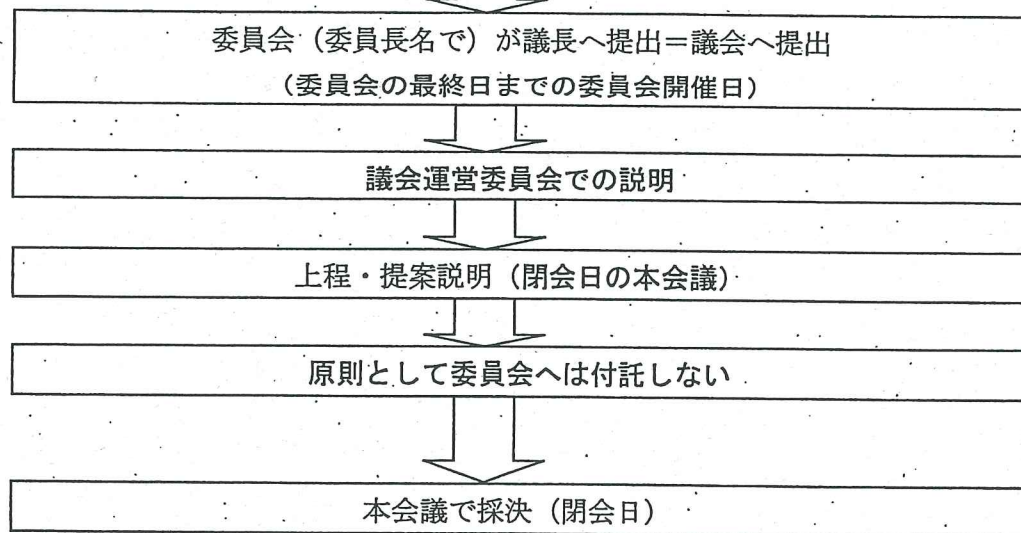 委員会（委員長名で）が議長へ提出＝議会へ提出
（委員会の最終日までの委員会開催日）
議会運営委員会での説明
上程・提案説明（閉会日の本会議）
原則として委員会へは付託しない
本会議で採決（閉会日）